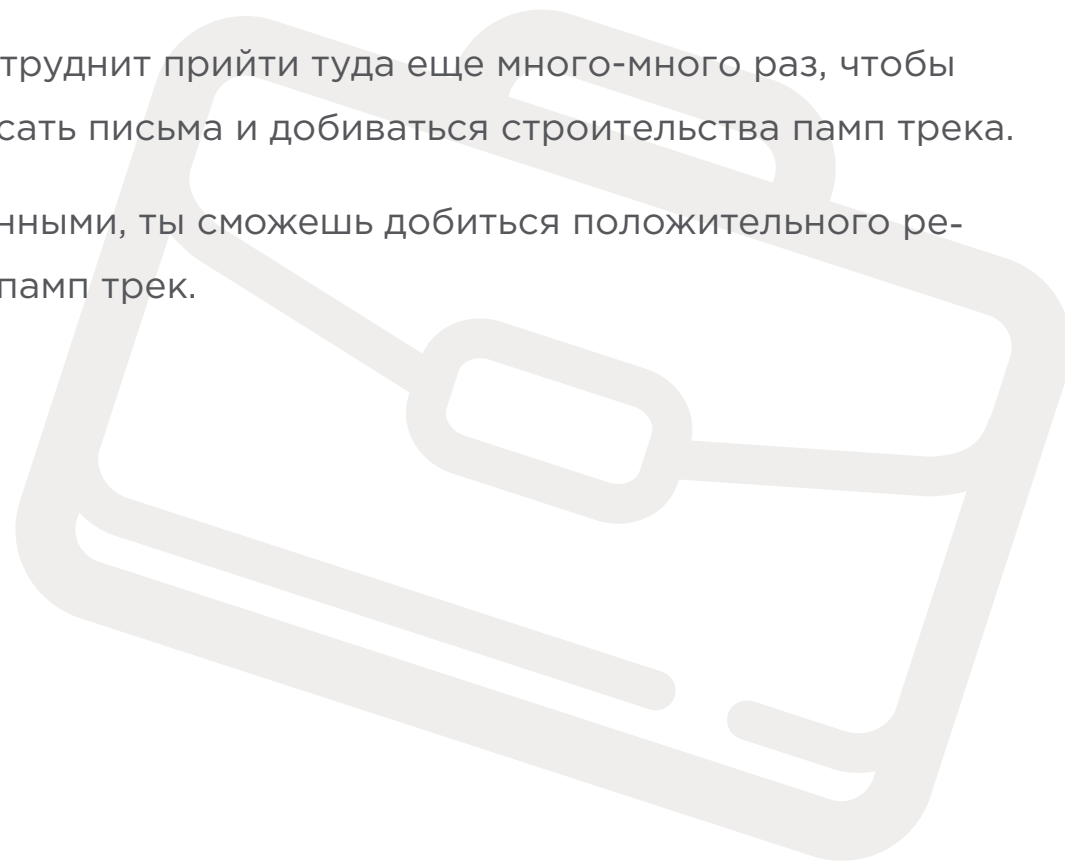 труднит прийти туда еще много-много раз, чтобы
сать письма и добиваться строительства памп трека.
нными, ты сможешь добиться положительного ре-
памп трек.